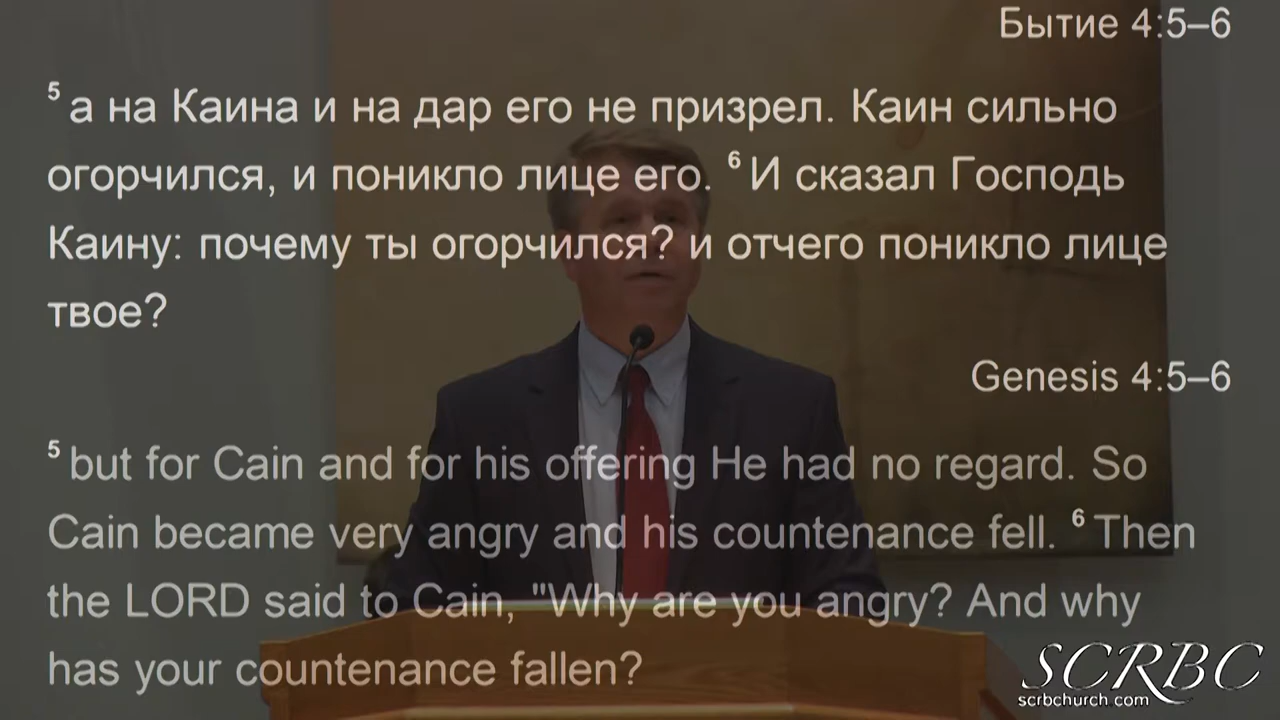 Бытие 4:5–6
5 а на Каина и на дар его не призрел. Каин сильно
огорчился, и поникло лице его. 6 И сказал Господь
Каину: почему ты огорчился? и отчего поникло лице
твое?
Genesis 4:5–6
5 but for Cain and for his offering He had no regard. So
Cain became very angry and his countenance fell. 6 Then
the LORD said to Cain, "Why are you angry? And why
has your countenance fallen?
SCRBC
scrbchurch.com